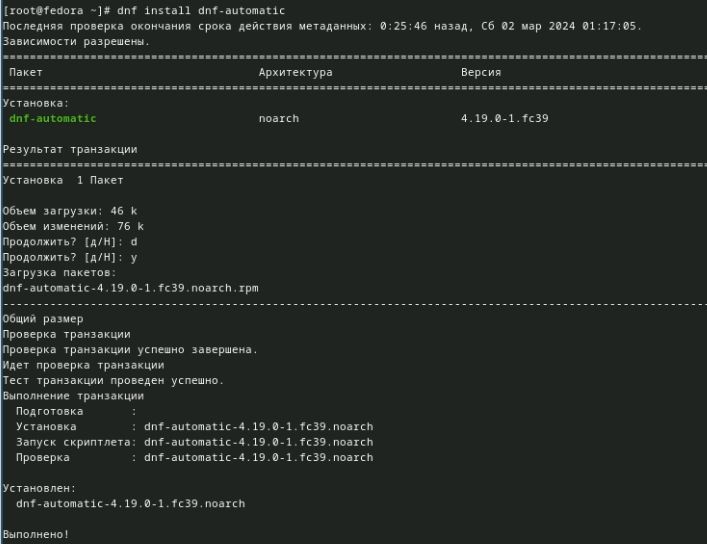 [root@fedora ~]# dnf install dnf-automatic
Последняя проверка окончания срока действия метаданных: 0:25:46 назад, Сб 02 мар 2024 01:17:05.
Зависимости разрешены.
================================================================================
Пакет Архитектура Версия
================================================================================
Установка:
dnf-automatic noarch 4.19.0-1.fc39
Результат транзакции
================================================================================
Установка 1 Пакет
Объем загрузки: 46 k
Объем изменений: 76 k
Продолжить? [д/Н]: d
Продолжить? [д/Н]: y
Загрузка пакетов:
dnf-automatic-4.19.0-1.fc39.noarch.rpm
--------------------------------------------------------------------------------
Общий размер
Проверка транзакции
Проверка транзакции успешно завершена.
Идет проверка транзакции
Тест транзакции проведен успешно.
Выполнение транзакции
Подготовка :
Установка : dnf-automatic-4.19.0-1.fc39.noarch
Запуск скриптлета: dnf-automatic-4.19.0-1.fc39.noarch
Проверка : dnf-automatic-4.19.0-1.fc39.noarch
Установлен:
dnf-automatic-4.19.0-1.fc39.noarch
Выполнено!